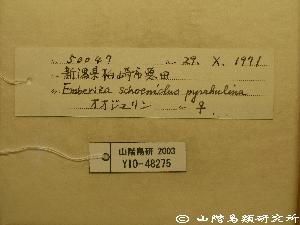 50047 29. X. 1971
新潟県柏崎市栗田
Emberiza schoeniclus pyrrhulina
オオジュリン ♀
山階鳥研 2003
YIO-48275
© 山階鳥類研究所